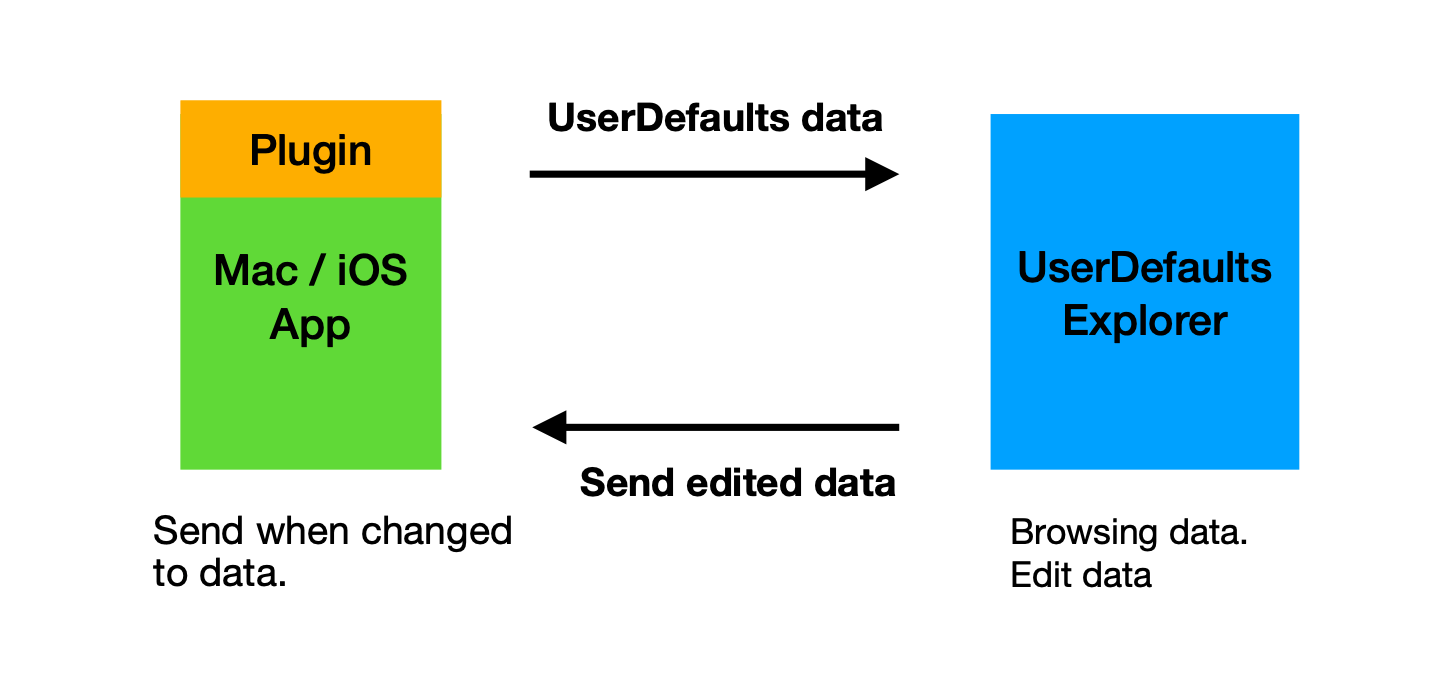 Plugin
Mac / iOS
App
Send when changed
to data.
UserDefaults data
Send edited data
UserDefaults
Explorer
Browsing data.
Edit data